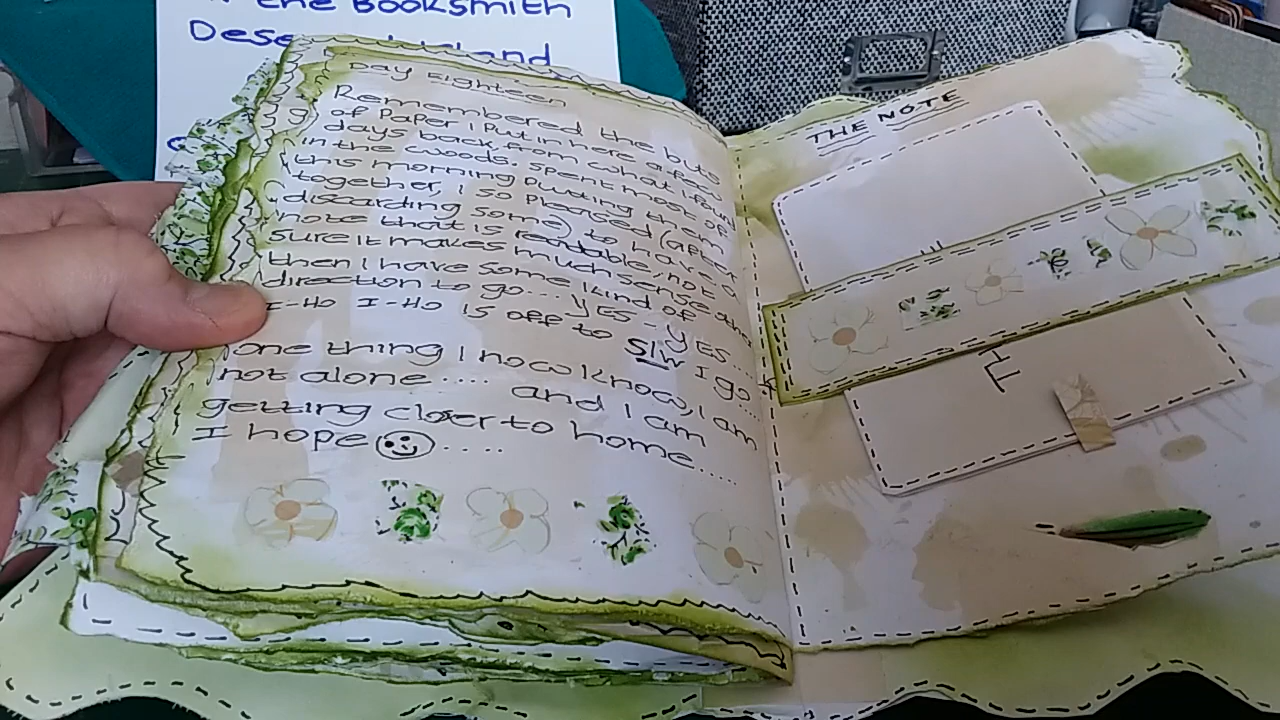 the Booksmith
Day Eighteen
Remembered the bits
of Paper I Put in here a few
days back from what I found
in the woods. Spent most of
this morning putting them
together, I so Pleased (after
discarding some) to have a
note that is readable, not
sure it makes much sense
then I have some kind of
direction to go... YES - YES...
I-Ho I-Ho is off to SIW I go...
one thing I now know, I am
not alone .... and I am
getting closer to home....
I hope ....
THE NOTE